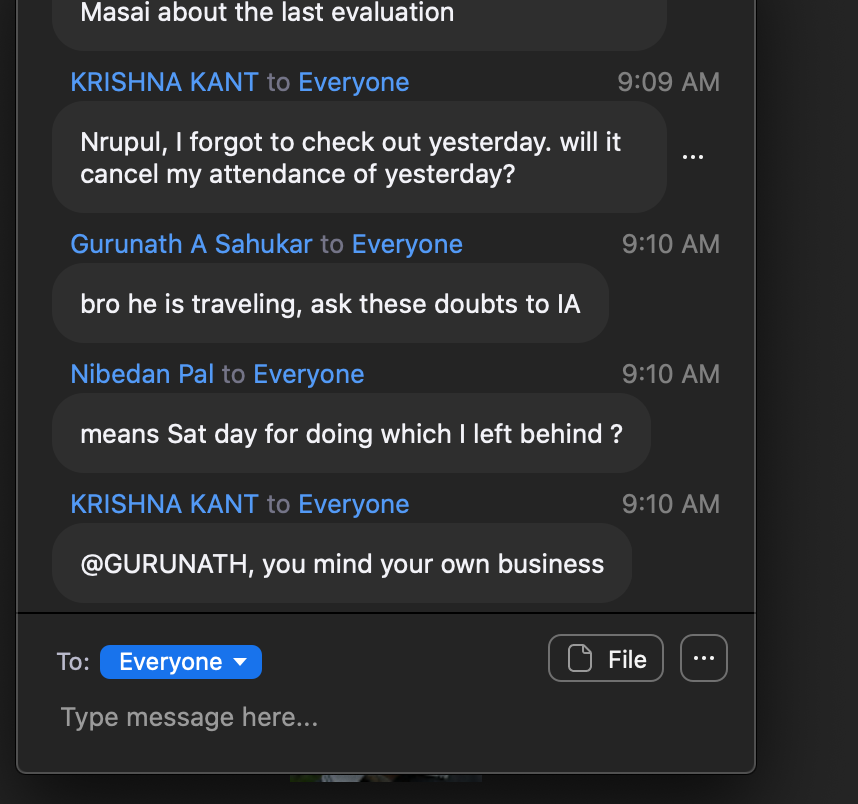 Masai about the last evaluation
KRISHNA KANT to Everyone 9:09 AM
Nrupul, I forgot to check out yesterday. will it
cancel my attendance of yesterday?
...
Gurunath A Sahukar to Everyone 9:10 AM
bro he is traveling, ask these doubts to IA
Nibedan Pal to Everyone 9:10 AM
means Sat day for doing which I left behind ?
KRISHNA KANT to Everyone 9:10 AM
@GURUNATH, you mind your own business
To: Everyone File ...
Type message here...